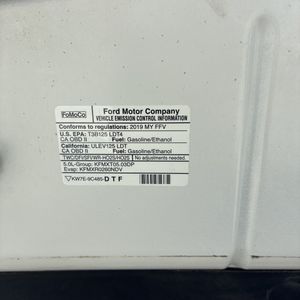 FoMoCo
Ford Motor Company
VEHICLE EMISSION CONTROL INFORMATION
Conforms to regulations: 2019 MY FFV
U.S. EPA: T3B125 LDT4
CA OBD II Fuel: Gasoline/Ethanol
California: ULEV125 LDT
CA OBD II Fuel: Gasoline/Ethanol
TWC/DFI/SFI/WR-HO2S/HO2S No adjustments needed.
5.0L-Group: KFMXT05.03DP
Evap: KFMXR0260NDV
KW7E-9C485-DTF